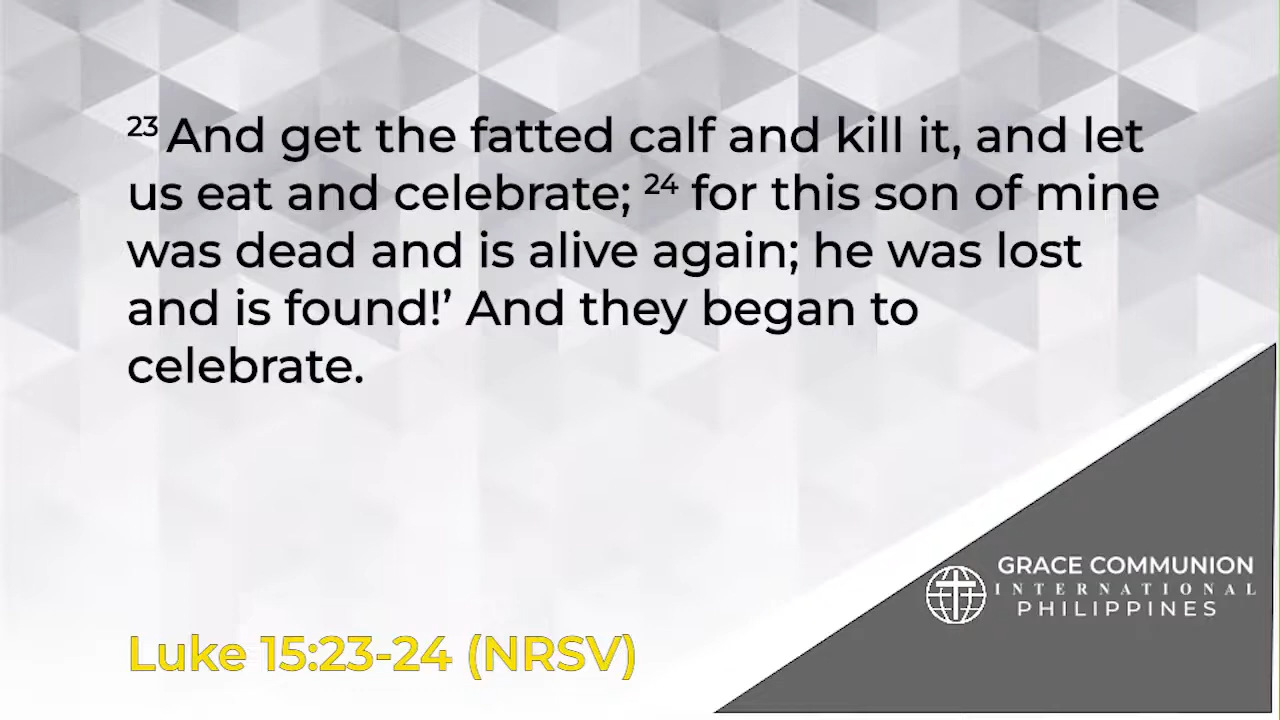 23 And get the fatted calf and kill it, and let
us eat and celebrate; 24 for this son of mine
was dead and is alive again; he was lost
and is found!’ And they began to
celebrate.
GRACE COMMUNION
INTERNATIONAL
PHILIPPINES
Luke 15:23-24 (NRSV)